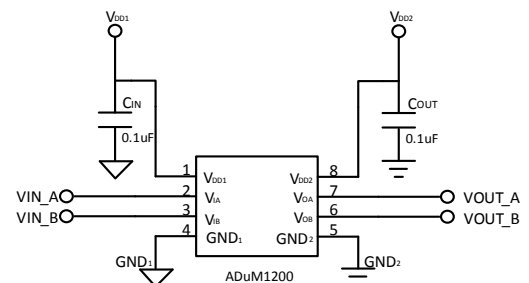 VDD1 VDD2
CIN COUT
0.1uF 0.1uF
1 VDD1 VDD2 8
VIN_A 2 VIA VOA 7 VOUT_A
VIN_B 3 VIB VOB 6 VOUT_B
4 GND1 GND2 5
GND1 GND2
ADuM1200